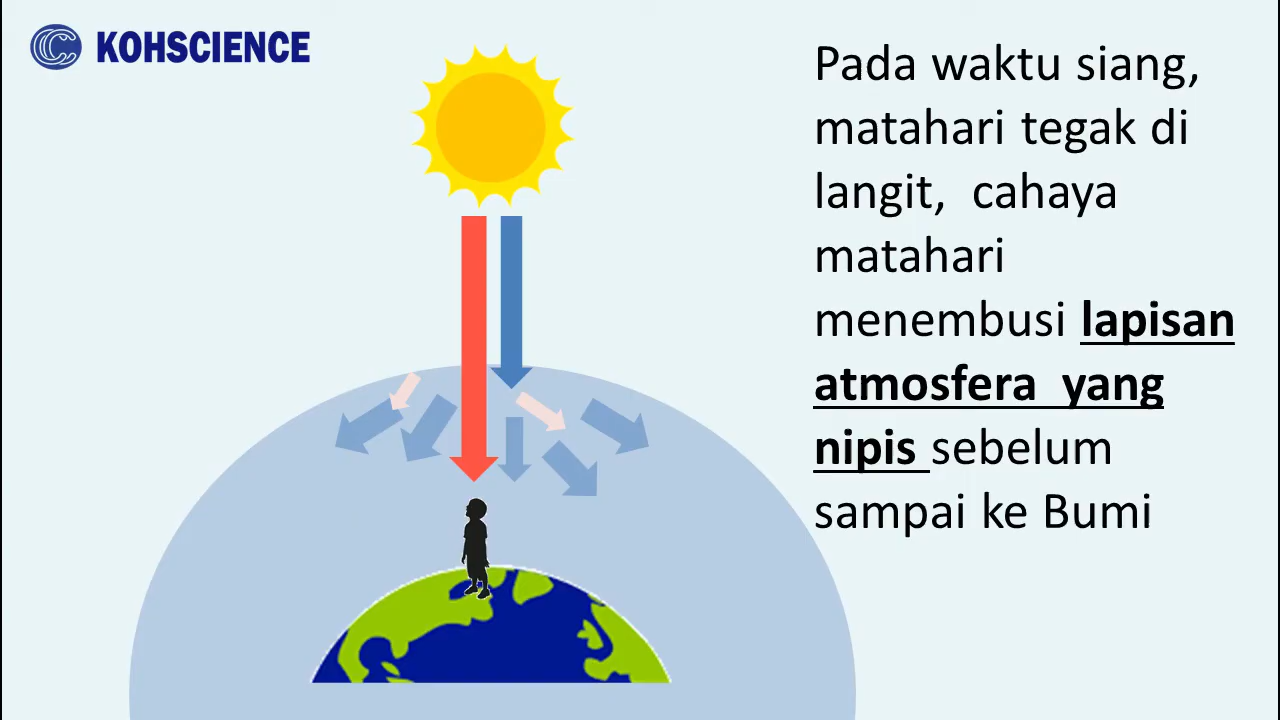 KOHSCIENCE
Pada waktu siang,
matahari tegak di
langit, cahaya
matahari
menembusi lapisan
atmosfera yang
nipis sebelum
sampai ke Bumi